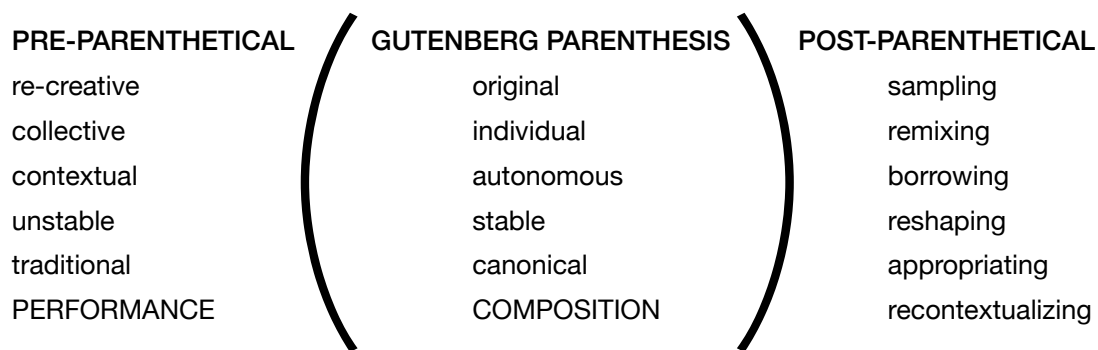 PRE-PARENTHETICAL GUTENBERG PARENTHESIS POST-PARENTHETICAL
re-creative original sampling
collective individual remixing
contextual autonomous borrowing
unstable stable reshaping
traditional canonical appropriating
PERFORMANCE COMPOSITION recontextualizing